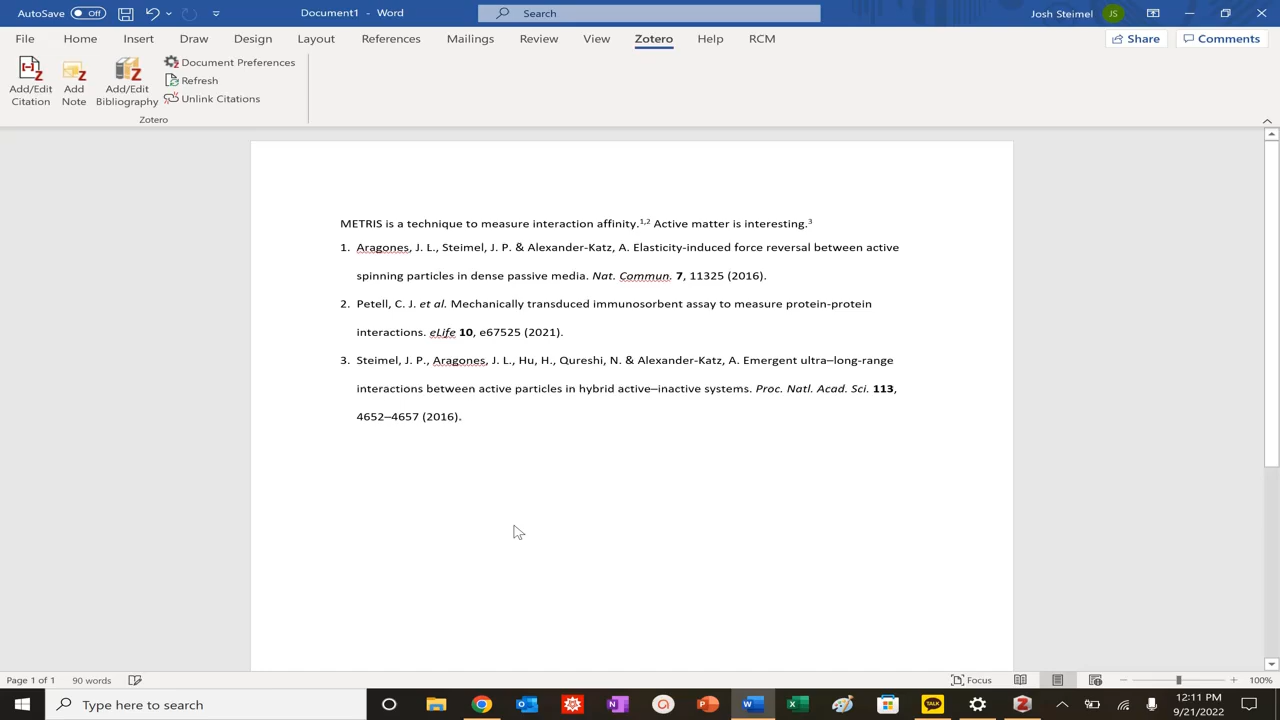 AutoSave Off Document1 - Word Search Josh Steimel JS
File Home Insert Draw Design Layout References Mailings Review View Zotero Help RCM Share Comments
Add/Edit Citation
Add Note
Add/Edit Bibliography
Document Preferences
Refresh
Unlink Citations
Zotero
METRIS is a technique to measure interaction affinity.1,2 Active matter is interesting.3
1. Aragones, J. L., Steimel, J. P. & Alexander-Katz, A. Elasticity-induced force reversal between active
spinning particles in dense passive media. Nat. Commun. 7, 11325 (2016).
2. Petell, C. J. et al. Mechanically transduced immunosorbent assay to measure protein-protein
interactions. eLife 10, e67525 (2021).
3. Steimel, J. P., Aragones, J. L., Hu, H., Qureshi, N. & Alexander-Katz, A. Emergent ultra–long-range
interactions between active particles in hybrid active–inactive systems. Proc. Natl. Acad. Sci. 113,
4652–4657 (2016).
Page 1 of 1 90 words Focus 100%
Type here to search
12:11 PM
9/21/2022